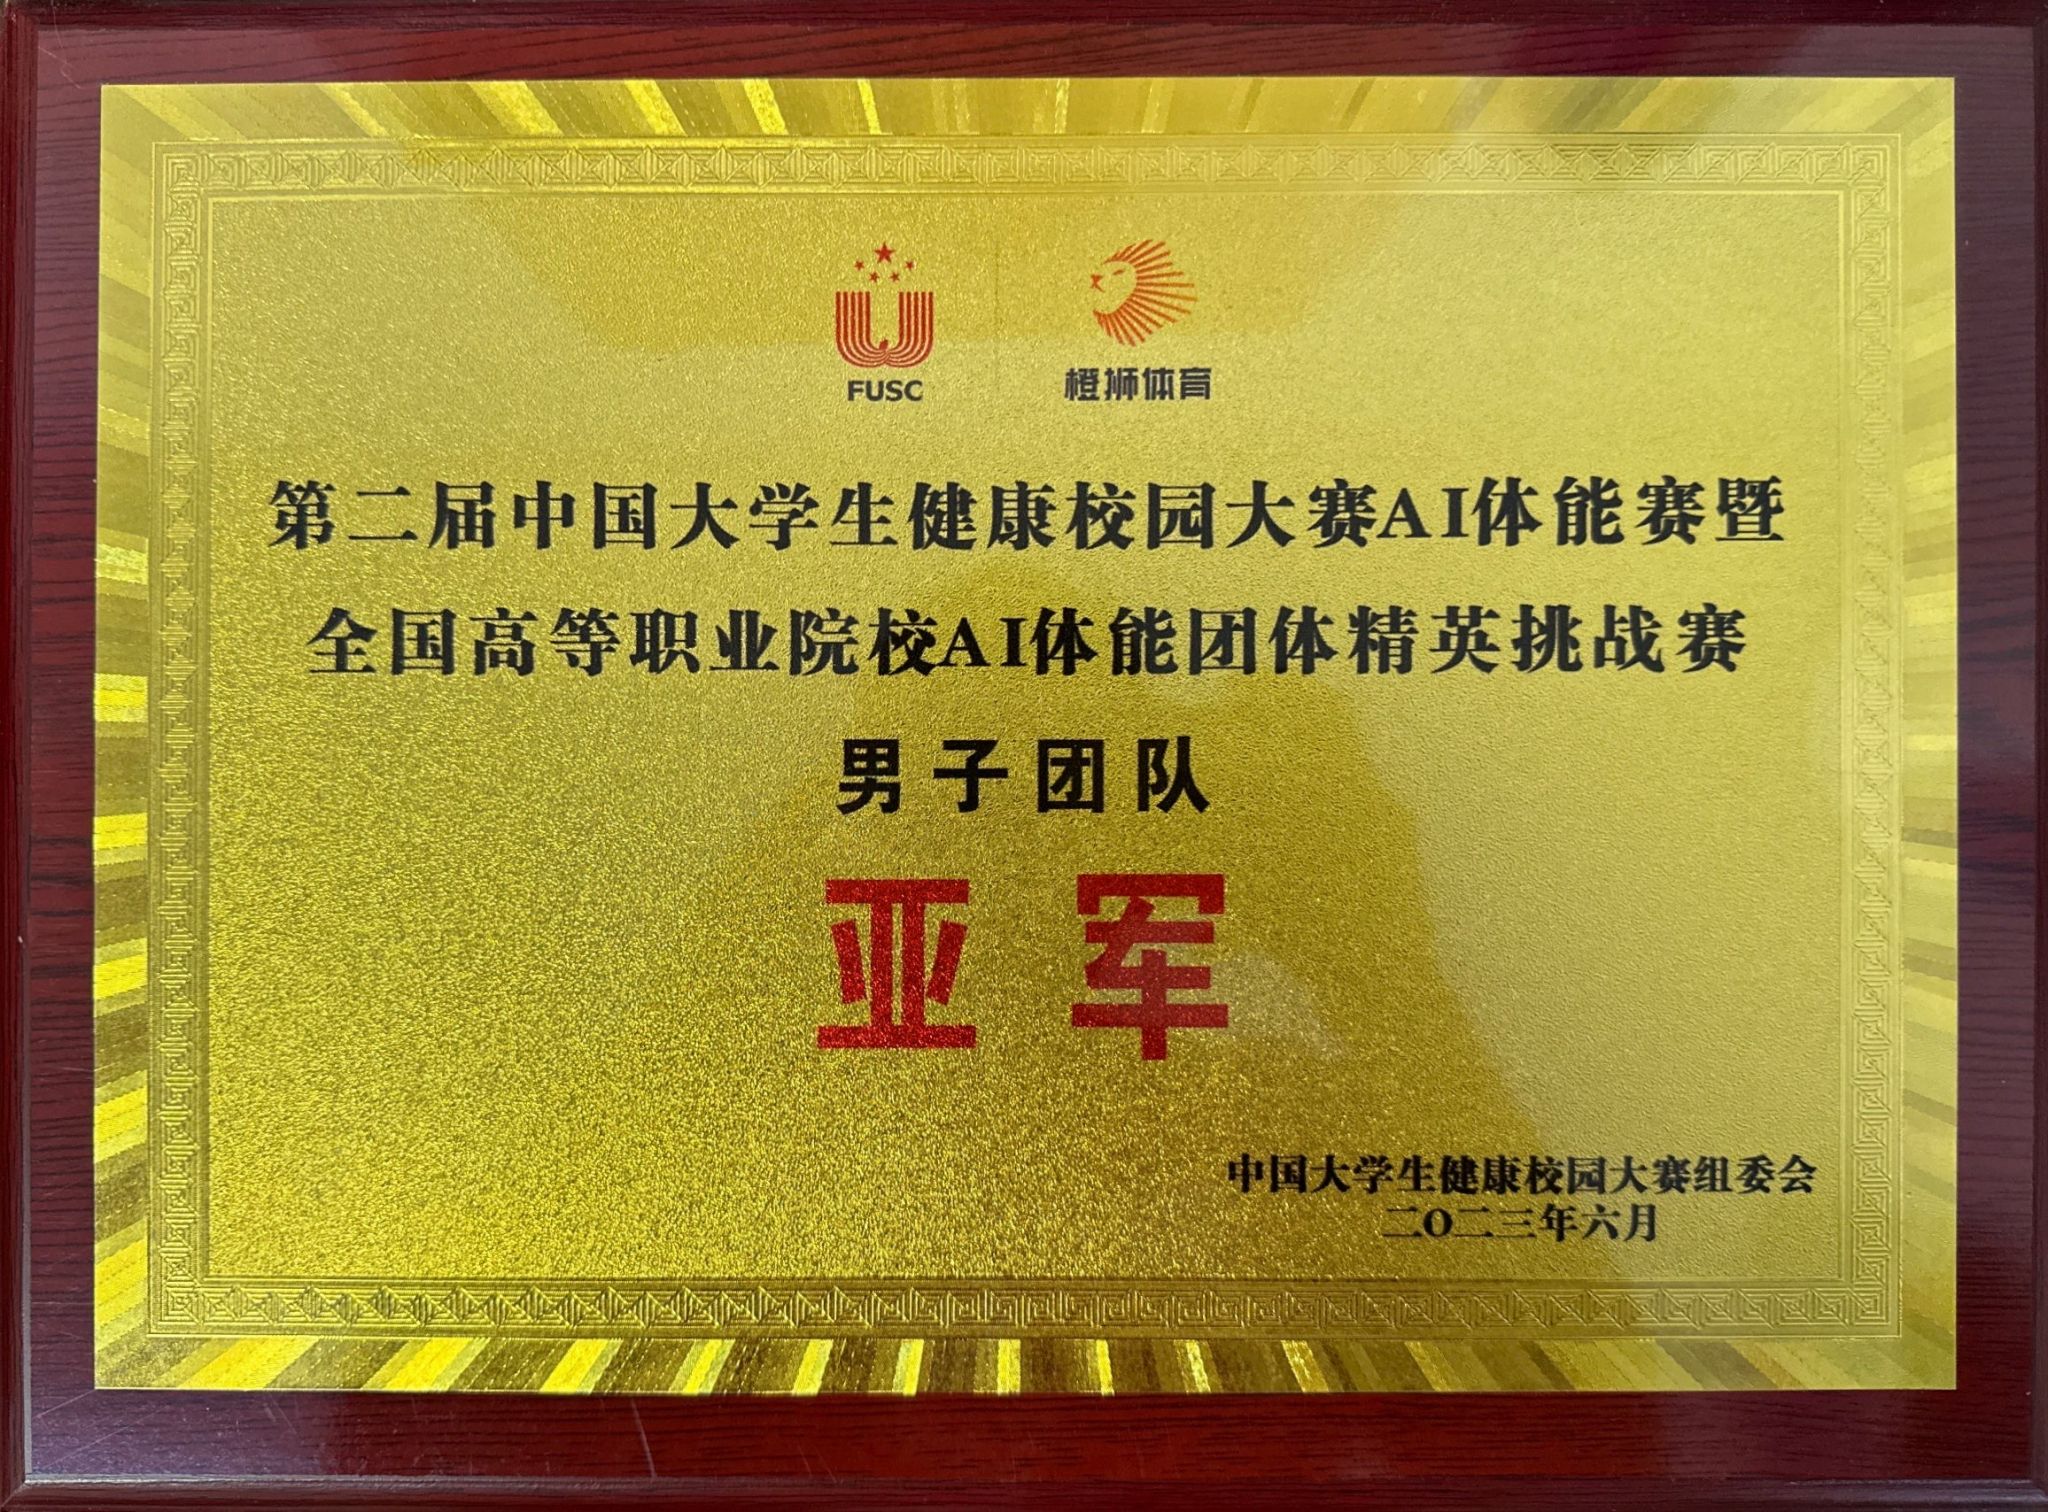 FUSC
橙狮体育
第二届中国大学生健康校园大赛AI体能赛暨
全国高等职业院校AI体能团体精英挑战赛
男子团队
亚军
中国大学生健康校园大赛组委会
二〇二三年六月